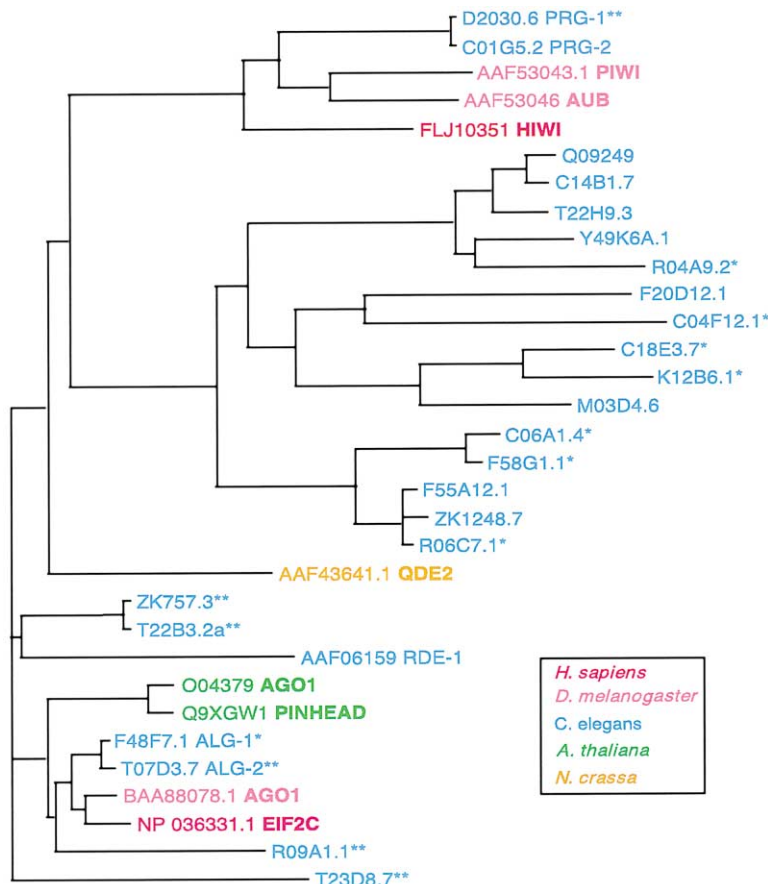 D2030.6 PRG-1**
C01G5.2 PRG-2
AAF53043.1 PIWI
AAF53046 AUB
FLJ10351 HIWI
Q09249
C14B1.7
T22H9.3
Y49K6A.1
R04A9.2*
F20D12.1
C04F12.1*
C18E3.7*
K12B6.1*
M03D4.6
C06A1.4*
F58G1.1*
F55A12.1
ZK1248.7
R06C7.1*
AAF43641.1 QDE2
ZK757.3**
T22B3.2a**
AAF06159 RDE-1
O04379 AGO1
Q9XGW1 PINHEAD
F48F7.1 ALG-1*
T07D3.7 ALG-2**
BAA88078.1 AGO1
NP 036331.1 EIF2C
R09A1.1**
T23D8.7**
H. sapiens
D. melanogaster
C. elegans
A. thaliana
N. crassa